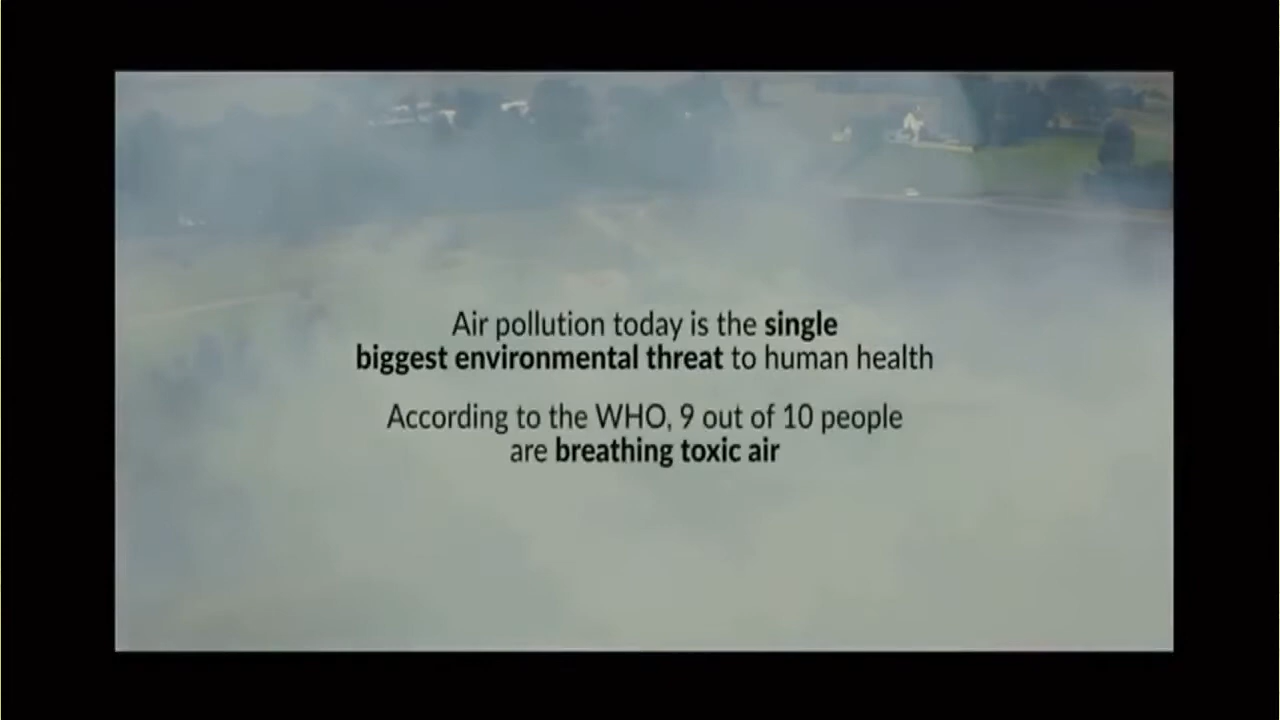 Air pollution today is the single
biggest environmental threat to human health
According to the WHO, 9 out of 10 people
are breathing toxic air